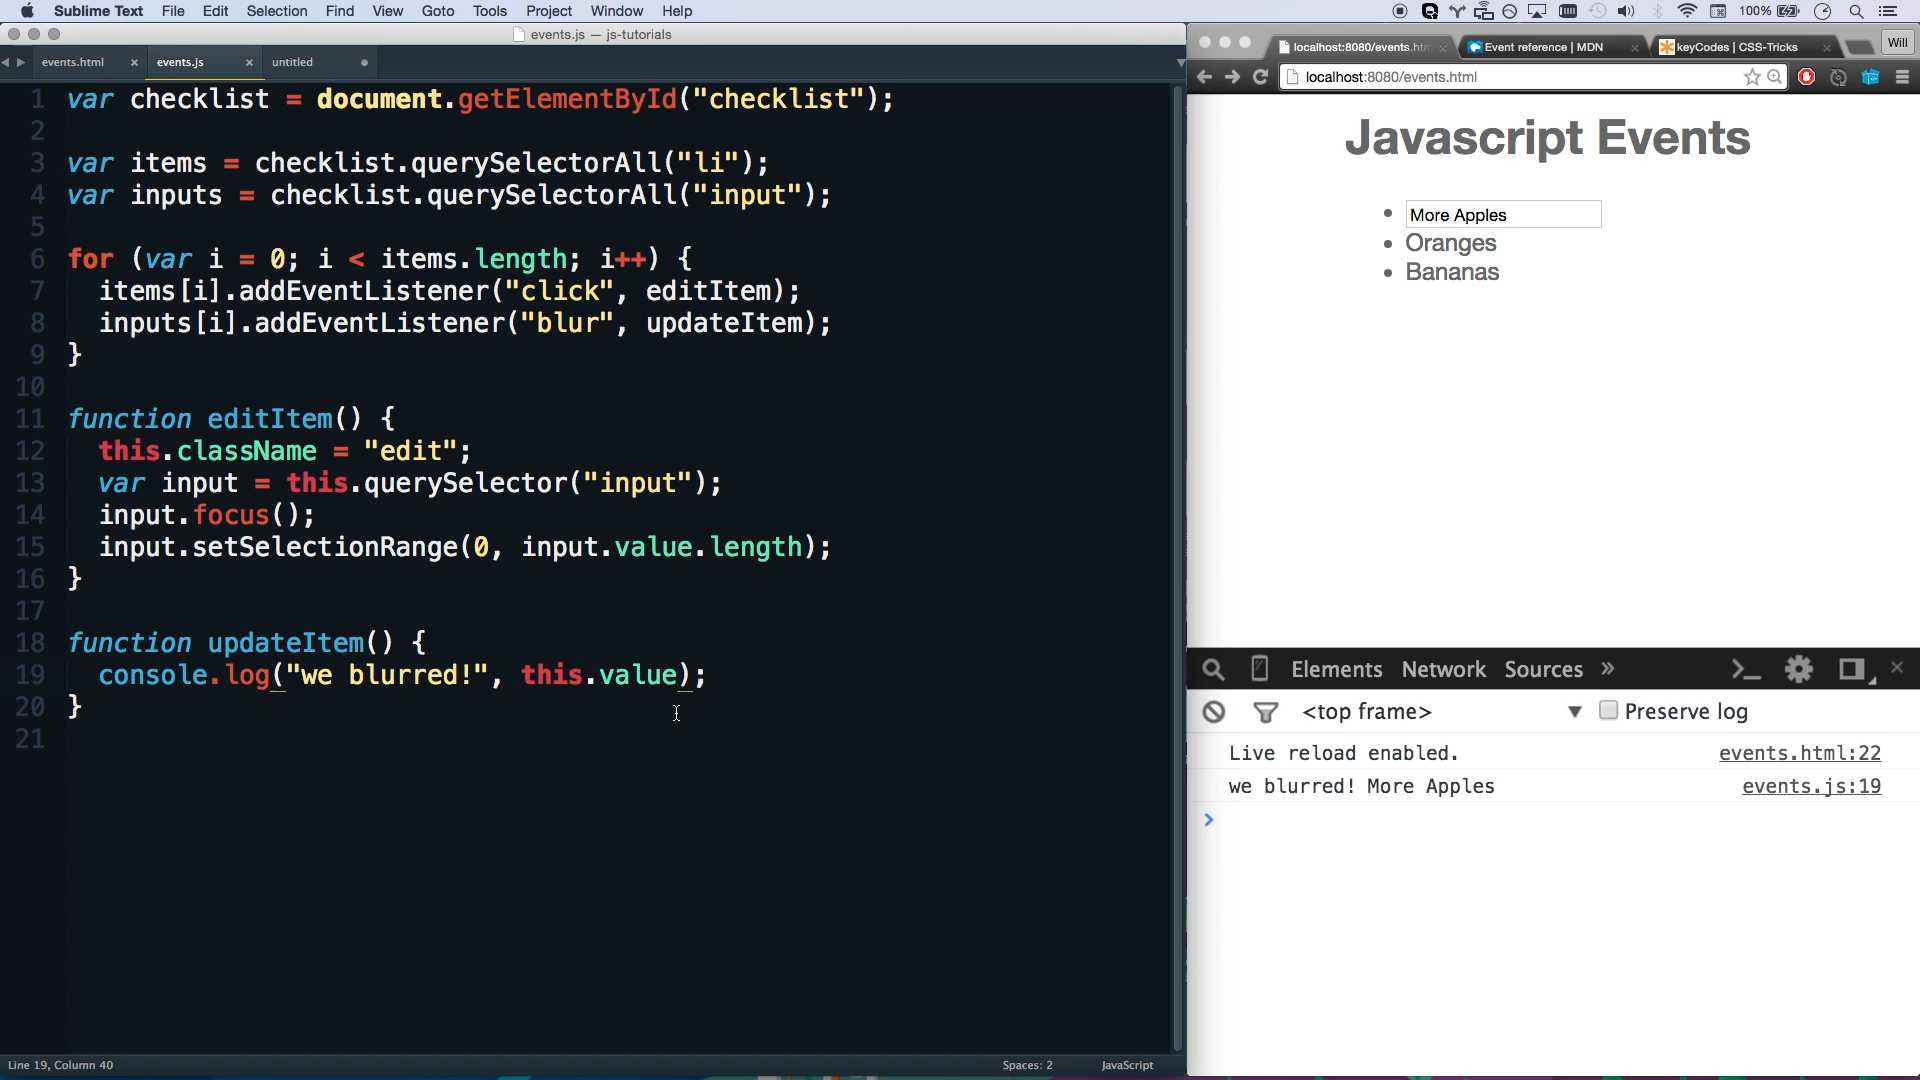 Sublime Text File Edit Selection Find View Goto Tools Project Window Help 100%
events.js — js-tutorials
events.html events.js untitled
1 var checklist = document.getElementById("checklist");
2
3 var items = checklist.querySelectorAll("li");
4 var inputs = checklist.querySelectorAll("input");
5
6 for (var i = 0; i < items.length; i++) {
7 items[i].addEventListener("click", editItem);
8 inputs[i].addEventListener("blur", updateItem);
9 }
10
11 function editItem() {
12 this.className = "edit";
13 var input = this.querySelector("input");
14 input.focus();
15 input.setSelectionRange(0, input.value.length);
16 }
17
18 function updateItem() {
19 console.log("we blurred!", this.value);
20 }
21
Line 19, Column 40 Spaces: 2 JavaScript
localhost:8080/events.htm Event reference | MDN keyCodes | CSS-Tricks Will
localhost:8080/events.html
Javascript Events
More Apples
Oranges
Bananas
Elements Network Sources »
<top frame> Preserve log
Live reload enabled. events.html:22
we blurred! More Apples events.js:19